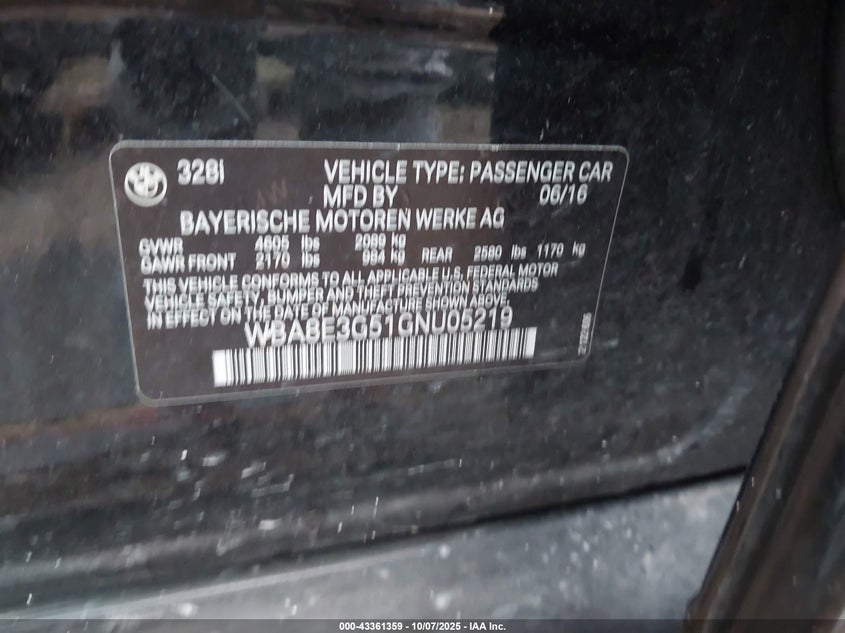 328I VEHICLE TYPE: PASSENGER CAR
MFD BY 06/16
BAYERISCHE MOTOREN WERKE AG
GVWR 4605 lbs 2089 kg
GAWR FRONT 2170 lbs 984 kg REAR 2580 lbs 1170 kg
THIS VEHICLE CONFORMS TO ALL APPLICABLE U.S. FEDERAL MOTOR
VEHICLE SAFETY, BUMPER AND THEFT PREVENTION STANDARDS
IN EFFECT ON THE DATE OF MANUFACTURE SHOWN ABOVE.
WBA8E3G51GNU05219
000-43361359 - 10/07/2025 - IAA Inc.